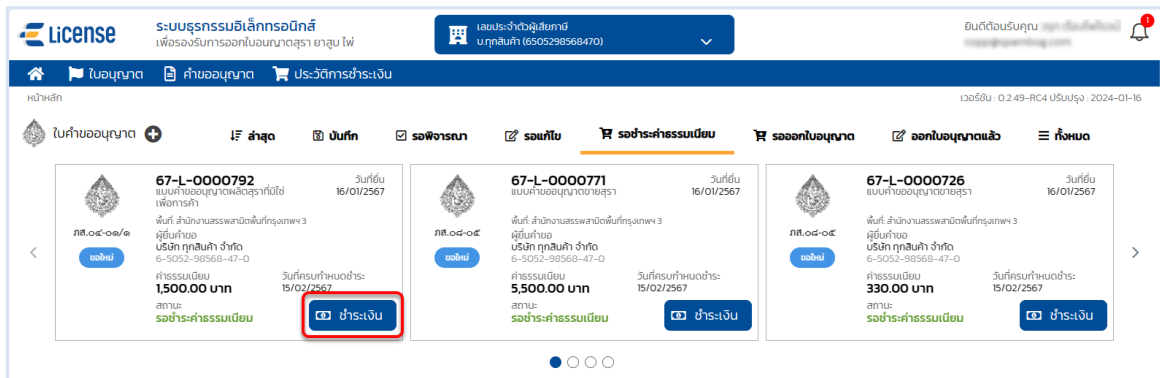 License
ระบบธุรกรรมอิเล็กทรอนิกส์
เพื่อรองรับการออกใบอนุญาตสุรา ยาสูบ ไพ่
เลขประจำตัวผู้เสียภาษี
บ.ทุกสินค้า (6505298568470)
ยินดีต้อนรับคุณ
1
ใบอนุญาต คำขออนุญาต ประวัติการชำระเงิน
หน้าหลัก
เวอร์ชัน : 0.2.49-RC4 ปรับปรุง : 2024-01-16
ใบคำขออนุญาต ล่าสุด บันทึก รอพิจารณา รอแก้ไข รอชำระค่าธรรมเนียม รอออกใบอนุญาต ออกใบอนุญาตแล้ว ทั้งหมด
67-L-0000792
วันที่ยื่น
แบบคำขออนุญาตผลิตสุราที่มิใช่เพื่อการค้า
16/01/2567
พื้นที่: สำนักงานสรรพสามิตพื้นที่กรุงเทพฯ 3
ภส.๐๔-๐๑/๑
ผู้ยื่นคำขอ
บริษัท ทุกสินค้า จำกัด
ขอใหม่
6-5052-98568-47-0
ค่าธรรมเนียม
วันที่ครบกำหนดชำระ
1,500.00 บาท
15/02/2567
สถานะ
รอชำระค่าธรรมเนียม
ชำระเงิน
67-L-0000771
วันที่ยื่น
แบบคำขออนุญาตขายสุรา
16/01/2567
พื้นที่: สำนักงานสรรพสามิตพื้นที่กรุงเทพฯ 3
ภส.๐๘-๐๕
ผู้ยื่นคำขอ
บริษัท ทุกสินค้า จำกัด
ขอใหม่
6-5052-98568-47-0
ค่าธรรมเนียม
วันที่ครบกำหนดชำระ
5,500.00 บาท
15/02/2567
สถานะ
รอชำระค่าธรรมเนียม
ชำระเงิน
67-L-0000726
วันที่ยื่น
แบบคำขออนุญาตขายสุรา
16/01/2567
พื้นที่: สำนักงานสรรพสามิตพื้นที่กรุงเทพฯ 3
ภส.๐๘-๐๕
ผู้ยื่นคำขอ
บริษัท ทุกสินค้า จำกัด
ขอใหม่
6-5052-98568-47-0
ค่าธรรมเนียม
วันที่ครบกำหนดชำระ
330.00 บาท
15/02/2567
สถานะ
รอชำระค่าธรรมเนียม
ชำระเงิน